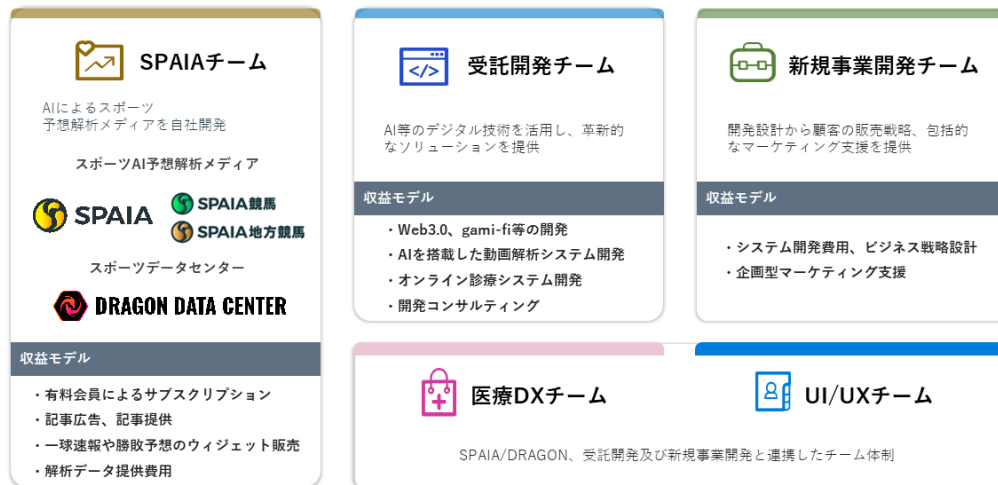 SPAIAチーム
AIによるスポーツ
予想解析メディアを自社開発
スポーツAI予想解析メディア
SPAIA
SPAIA競馬
SPAIA地方競馬
スポーツデータセンター
DRAGON DATA CENTER
収益モデル
・有料会員によるサブスクリプション
・記事広告、記事提供
・一球速報や勝敗予想のウィジェット販売
・解析データ提供費用
</>
受託開発チーム
AI等のデジタル技術を活用し、革新的
なソリューションを提供
収益モデル
・Web3.0、gami-fi等の開発
・AIを搭載した動画解析システム開発
・オンライン診療システム開発
・開発コンサルティング
新規事業開発チーム
開発設計から顧客の販売戦略、包括的
なマーケティング支援を提供
収益モデル
・システム開発費用、ビジネス戦略設計
・企画型マーケティング支援
医療DXチーム
UI/UXチーム
SPAIA/DRAGON、受託開発及び新規事業開発と連携したチーム体制